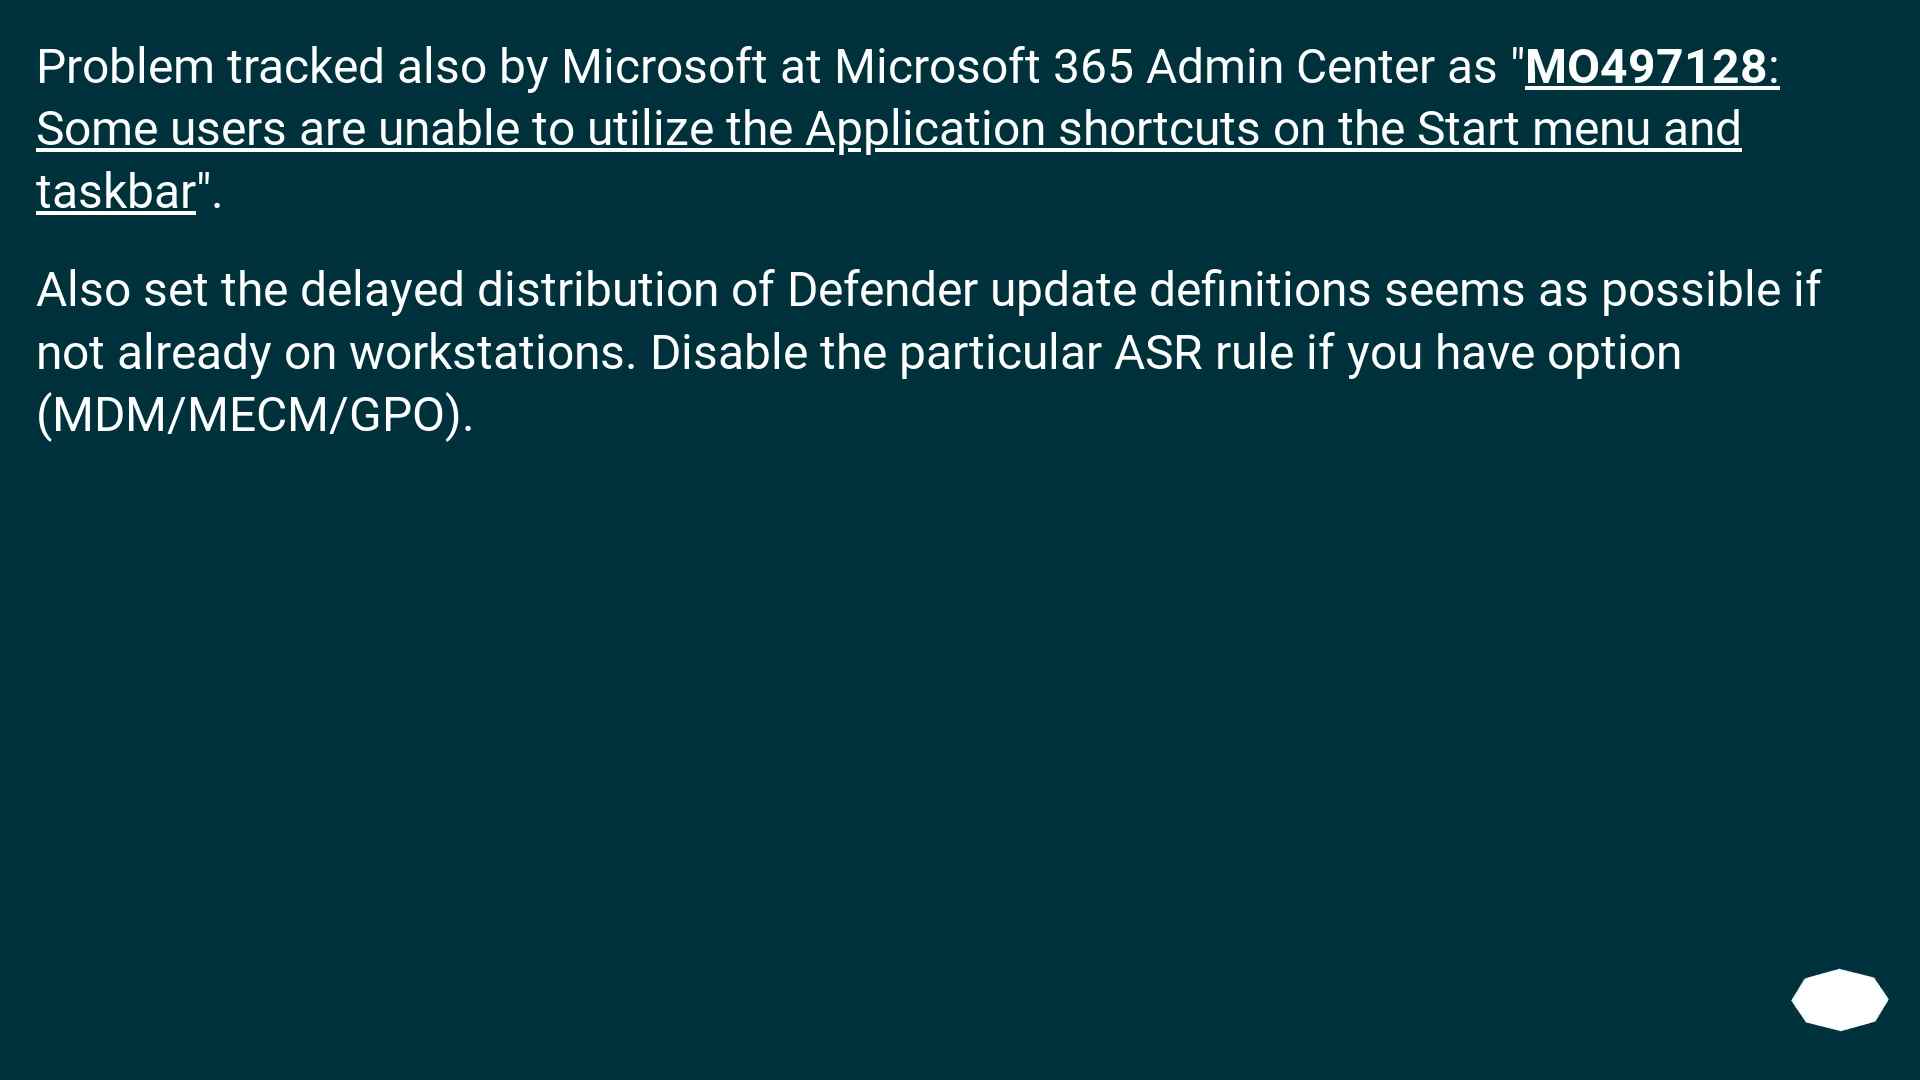 Problem tracked also by Microsoft at Microsoft 365 Admin Center as "MO497128:
Some users are unable to utilize the Application shortcuts on the Start menu and
taskbar".
Also set the delayed distribution of Defender update definitions seems as possible if
not already on workstations. Disable the particular ASR rule if you have option
(MDM/MECM/GPO).